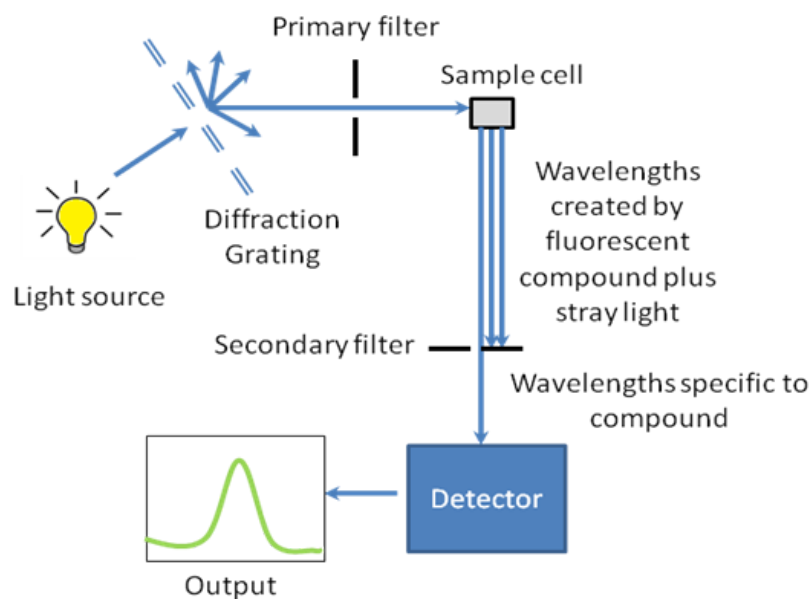 Primary filter
Sample cell
Diffraction
Grating
Light source
Wavelengths
created by
fluorescent
compound plus
stray light
Secondary filter
Wavelengths specific to
compound
Detector
Output